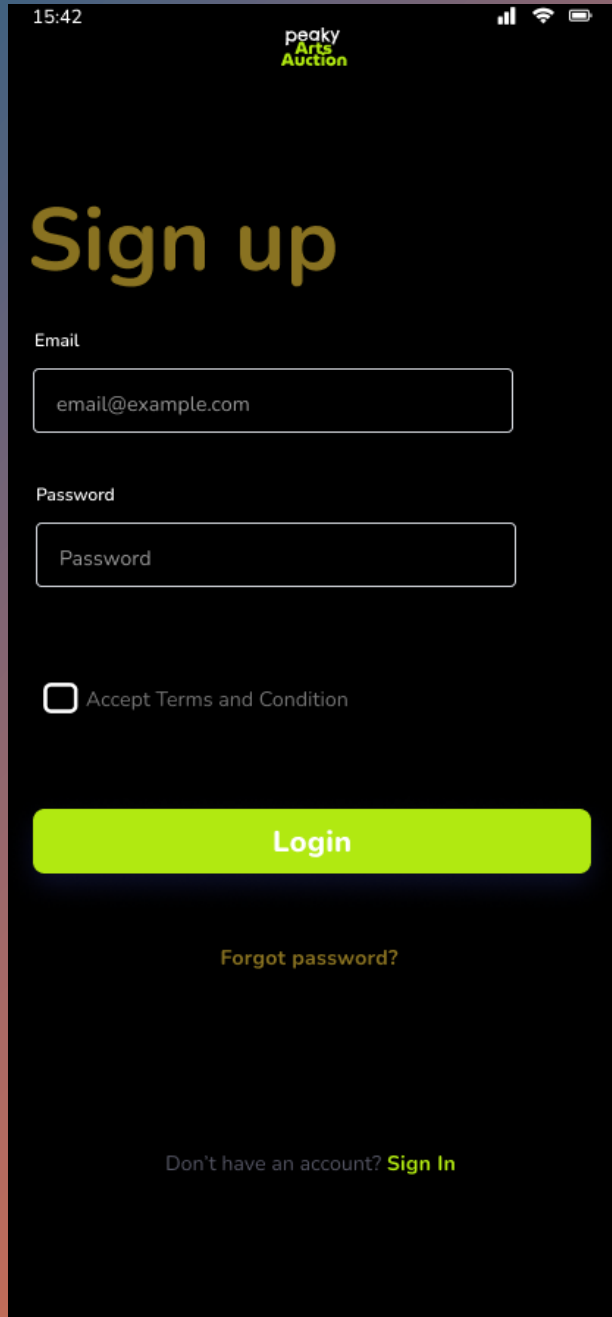 15:42
peaky
Arts
Auction
Sign up
Email
email@example.com
Password
Password
Accept Terms and Condition
Login
Forgot password?
Don't have an account? Sign In